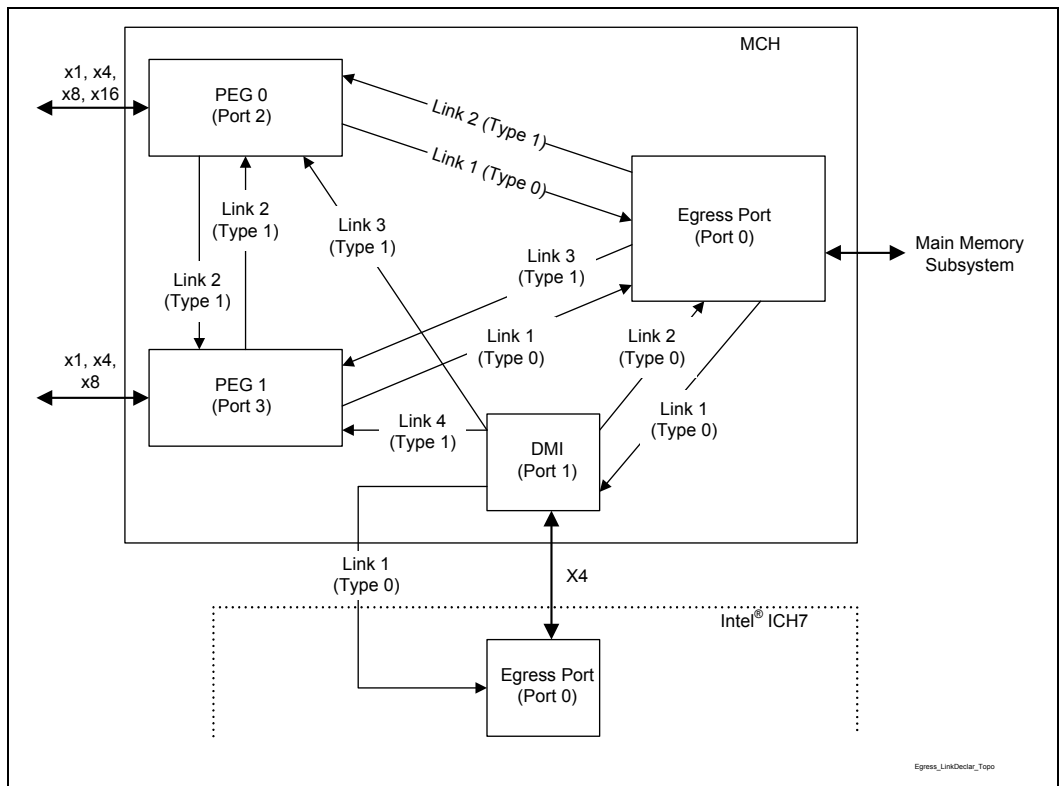 MCH
x1, x4,
x8, x16
PEG 0
(Port 2)
Link 2 (Type 1)
Link 1 (Type 0)
Egress Port
(Port 0)
Main Memory
Subsystem
Link 2
(Type 1)
Link 3
(Type 1)
Link 2
(Type 1)
Link 3
(Type 1)
Link 1
(Type 0)
Link 2
(Type 0)
x1, x4,
x8
PEG 1
(Port 3)
Link 4
(Type 1)
Link 1
(Type 0)
DMI
(Port 1)
Link 1
(Type 0)
X4
Intel® ICH7
Egress Port
(Port 0)
Egress_LinkDeclar_Topo